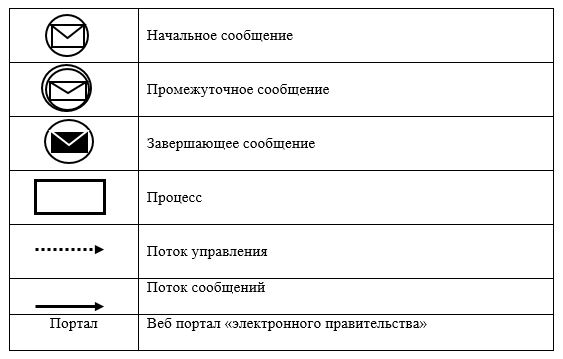 Начальное сообщение
Промежуточное сообщение
Завершающее сообщение
Процесс
Поток управления
Поток сообщений
Портал Веб портал «электронного правительства»